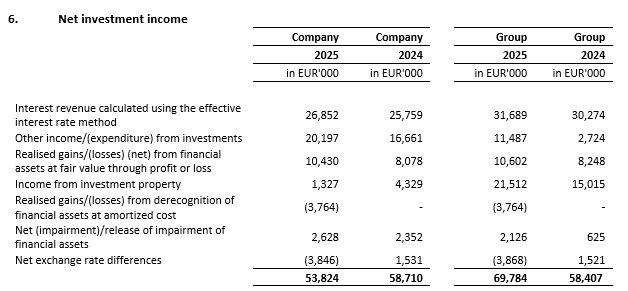 6. Net investment income
Company Company Group Group
2025 2024 2025 2024
in EUR'000 in EUR'000 in EUR'000 in EUR'000
Interest revenue calculated using the effective
interest rate method 26,852 25,759 31,689 30,274
Other income/(expenditure) from investments 20,197 16,661 11,487 2,724
Realised gains/(losses) (net) from financial
assets at fair value through profit or loss 10,430 8,078 10,602 8,248
Income from investment property 1,327 4,329 21,512 15,015
Realised gains/(losses) from derecognition of
financial assets at amortized cost (3,764) - (3,764) -
Net (impairment)/release of impairment of
financial assets 2,628 2,352 2,126 625
Net exchange rate differences (3,846) 1,531 (3,868) 1,521
53,824 58,710 69,784 58,407